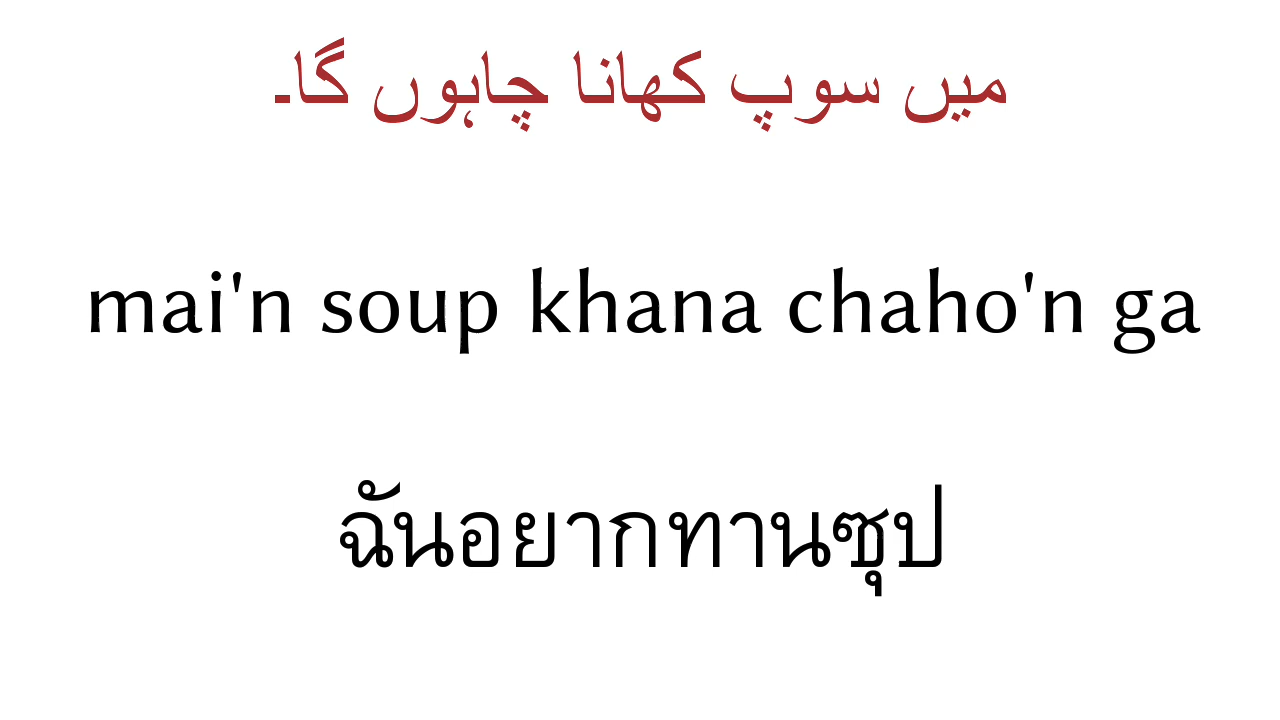 میں سوپ کھانا چاہوں گا۔
mai'n soup khana chaho'n ga
ฉันอยากทานซุป